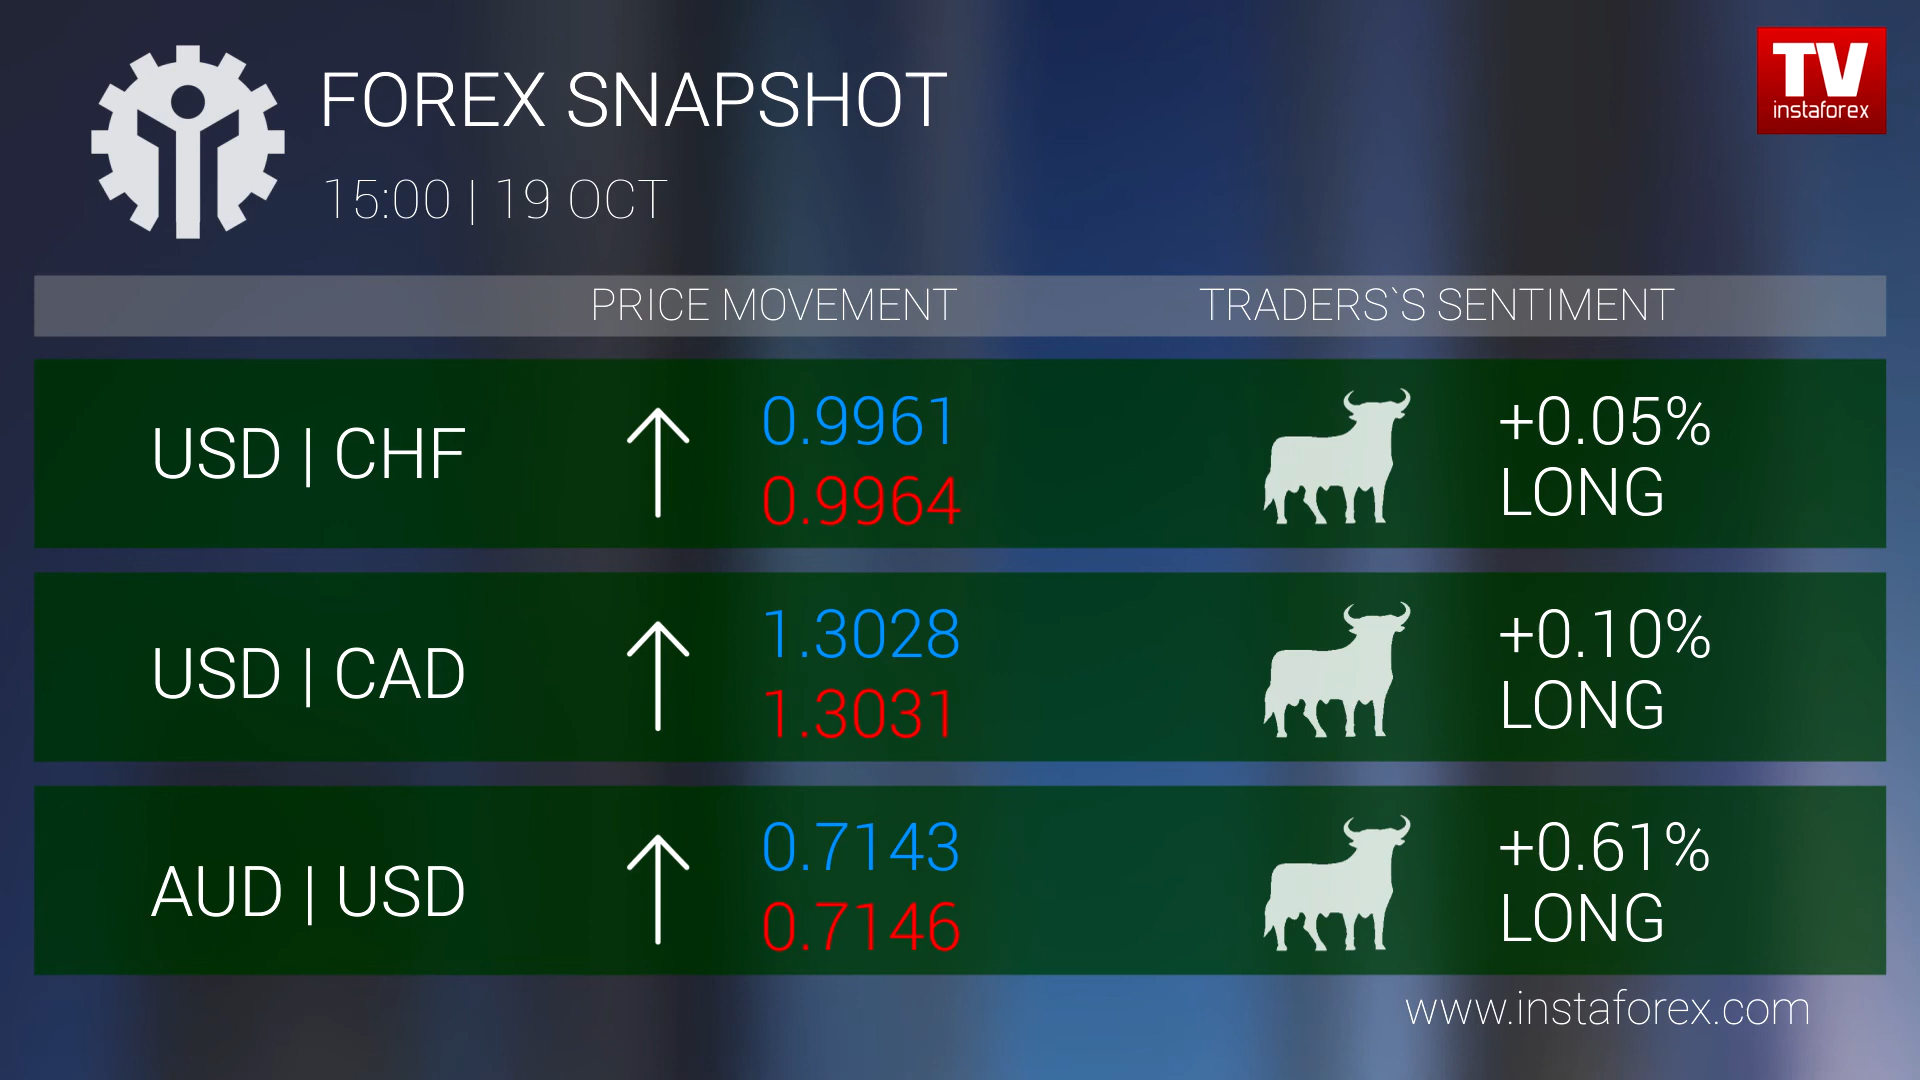 FOREX SNAPSHOT
15:00 | 19 OCT
TV
instaforex
PRICE MOVEMENT
TRADERS`S SENTIMENT
USD | CHF
0.9961
0.9964
+0.05%
LONG
USD | CAD
1.3028
1.3031
+0.10%
LONG
AUD | USD
0.7143
0.7146
+0.61%
LONG
www.instaforex.com